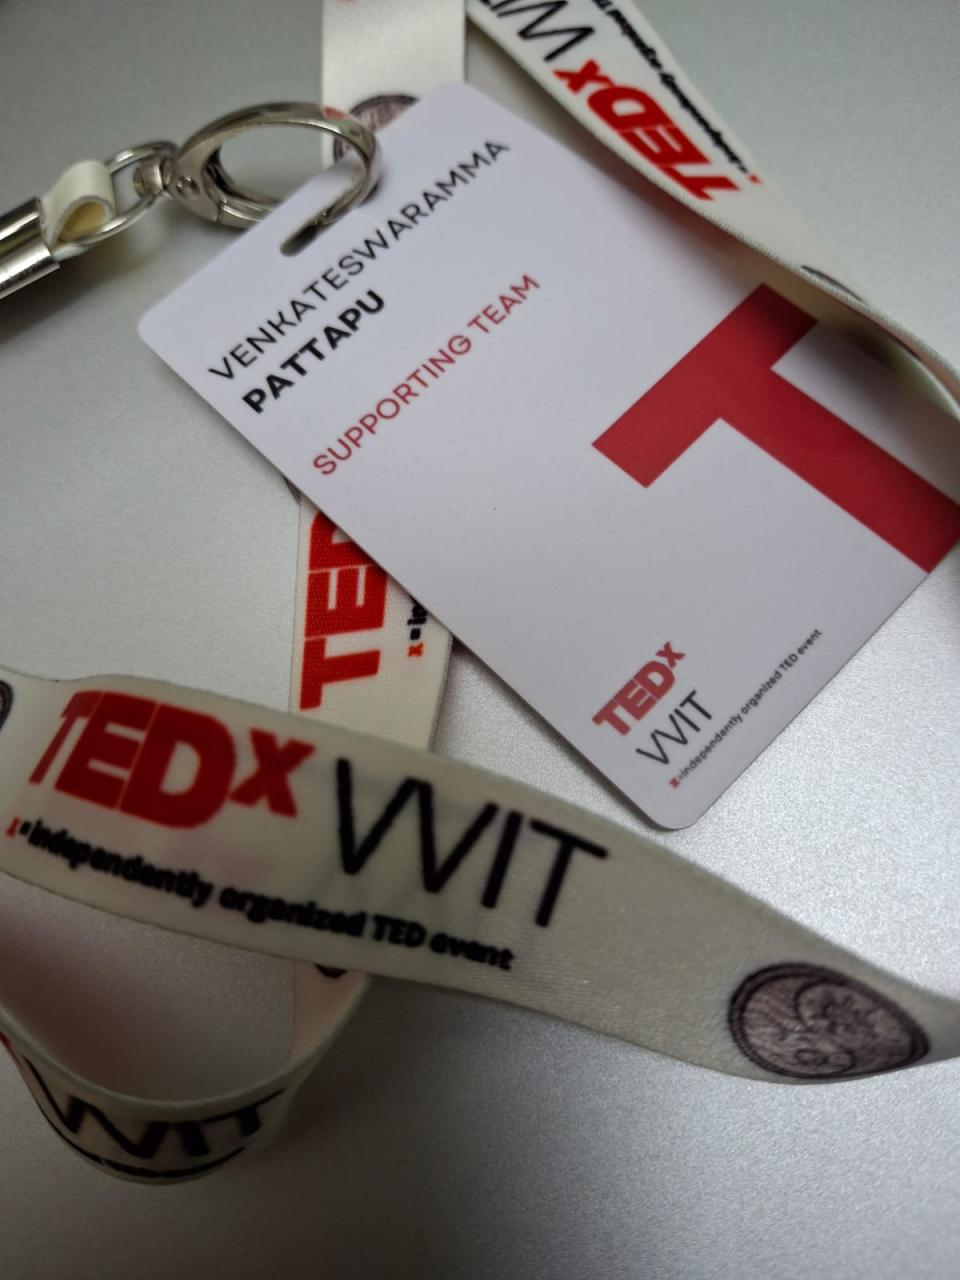 VENKATESWARAMMA
PATTAPU
SUPPORTING TEAM
TEDx
VVIT
x=independently organized TED event
TEDx
TED
TEDx VVIT
x=independently organized TED event
VVIT